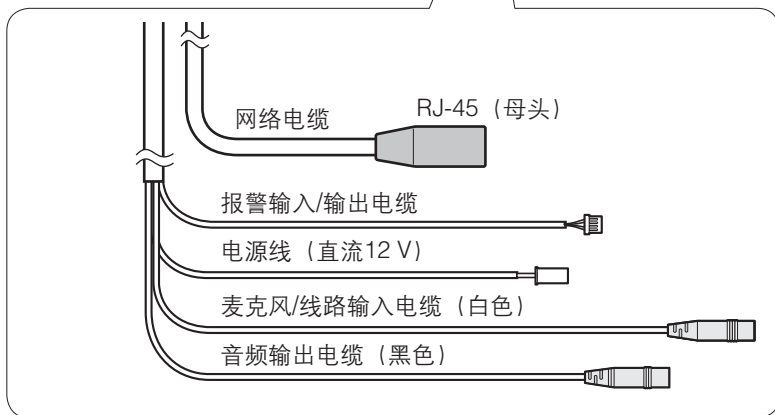 RJ-45（母头）
网络电缆
报警输入/输出电缆
电源线（直流12 V）
麦克风/线路输入电缆（白色）
音频输出电缆（黑色）